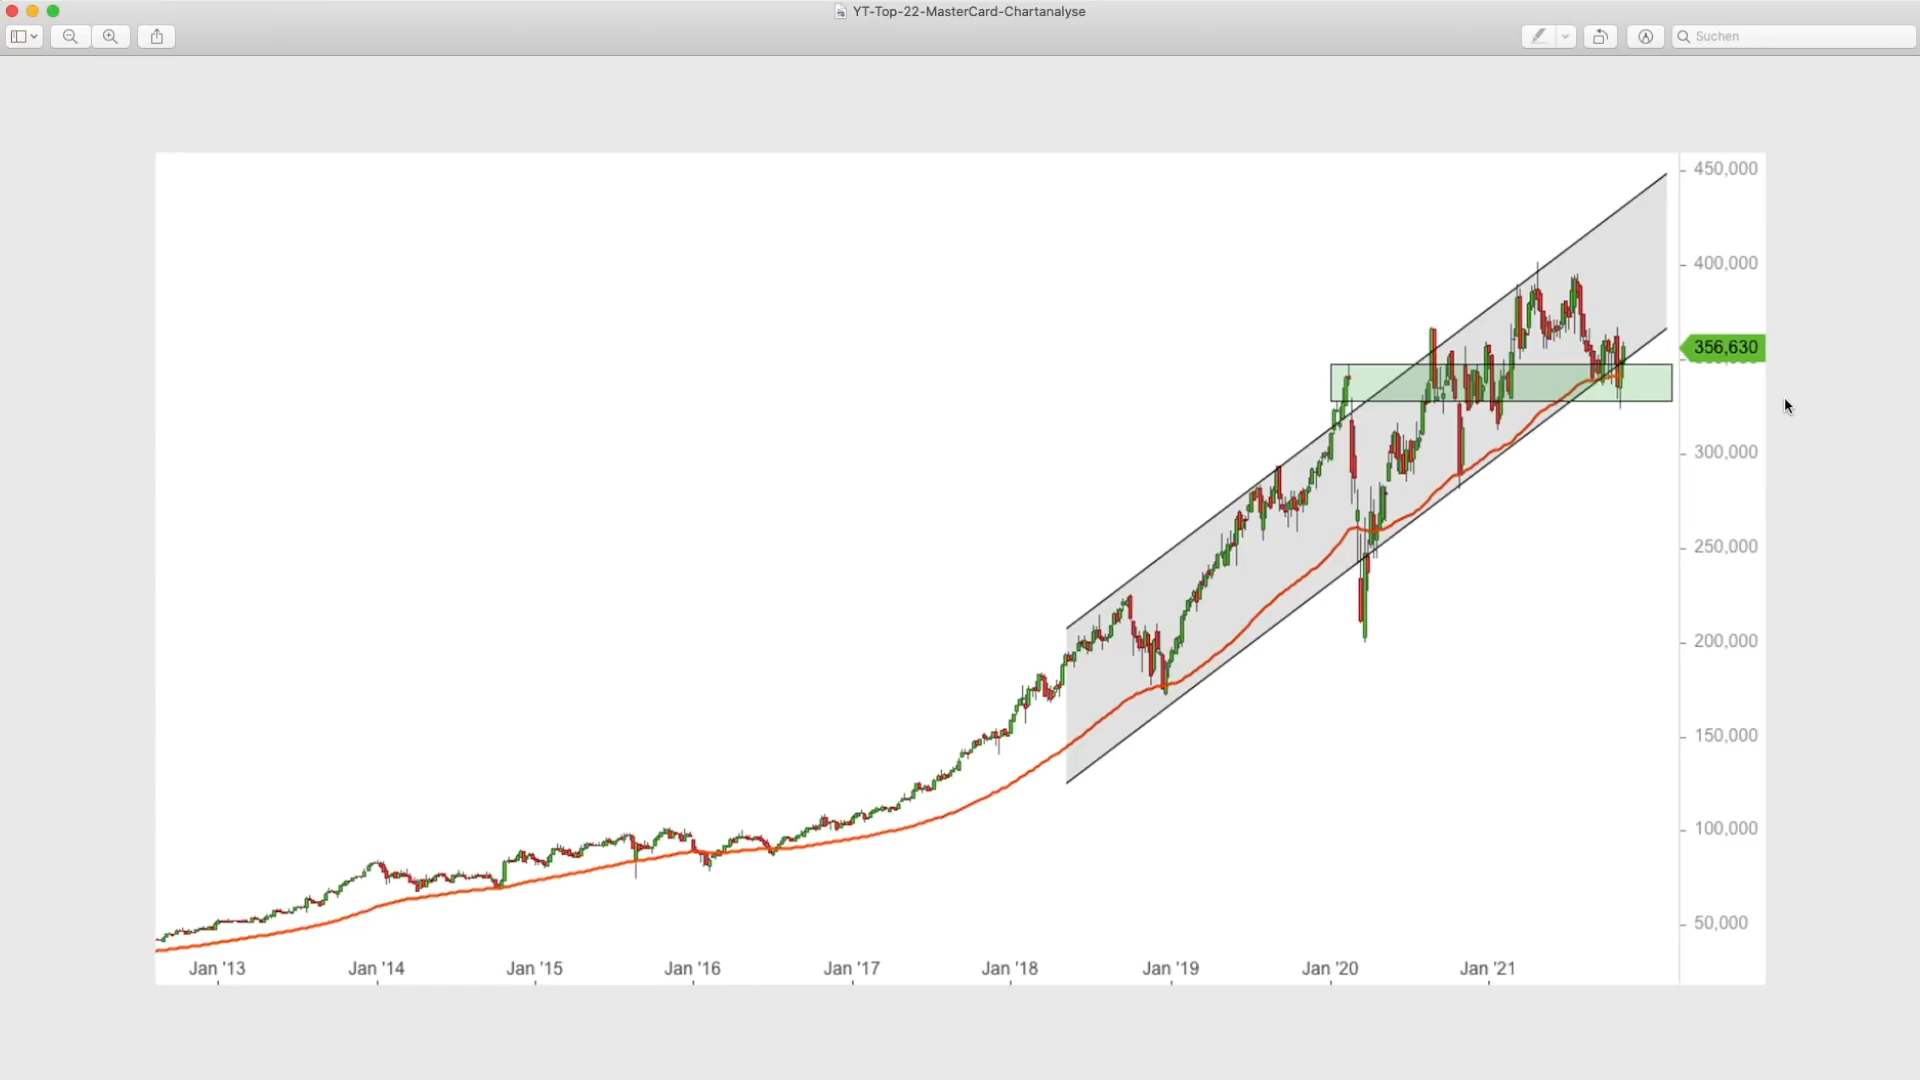 YT-Top-22-MasterCard-Chartanalyse
Suchen
450,000
400,000
356,630
300,000
250,000
200,000
150,000
100,000
50,000
Jan '13
Jan '14
Jan '15
Jan '16
Jan '17
Jan '18
Jan '19
Jan '20
Jan '21